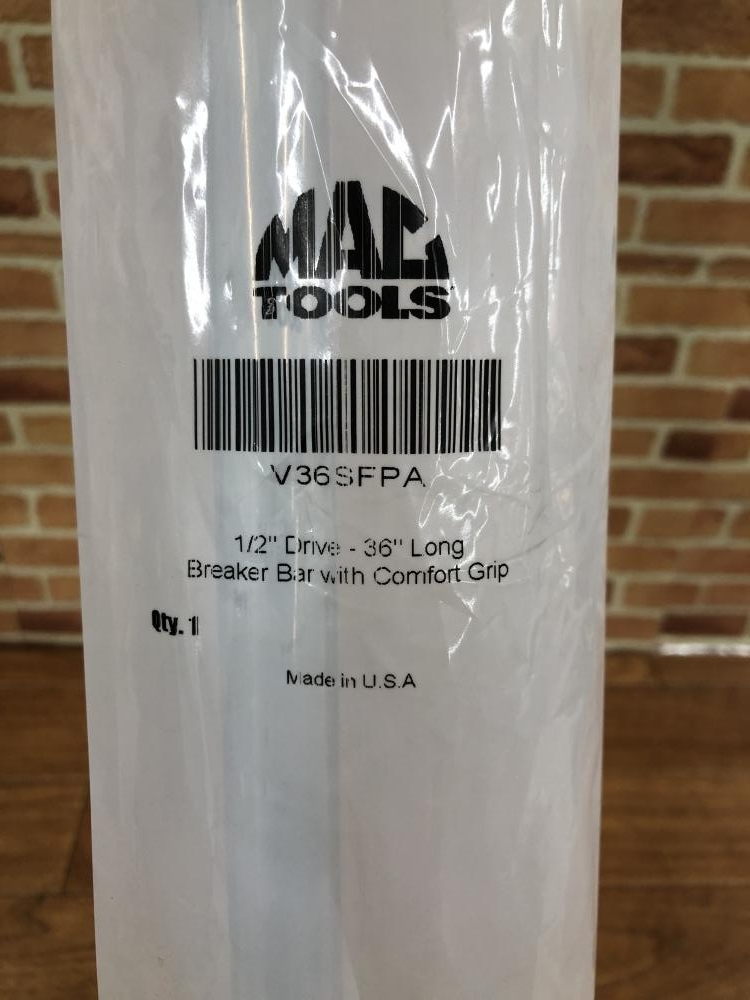 MAC
TOOLS
V36SFPA
1/2" Drive - 36" Long
Breaker Bar with Comfort Grip
Qty. 1
Made in U.S.A